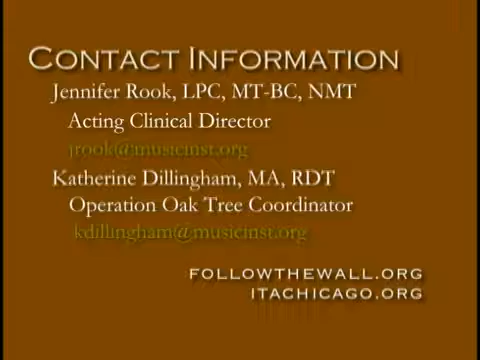 CONTACT INFORMATION
Jennifer Rook, LPC, MT-BC, NMT
Acting Clinical Director
jrook@musicinst.org
Katherine Dillingham, MA, RDT
Operation Oak Tree Coordinator
kdillingham@musicinst.org
FOLLOWTHEWALL.ORG
ITACHICAGO.ORG